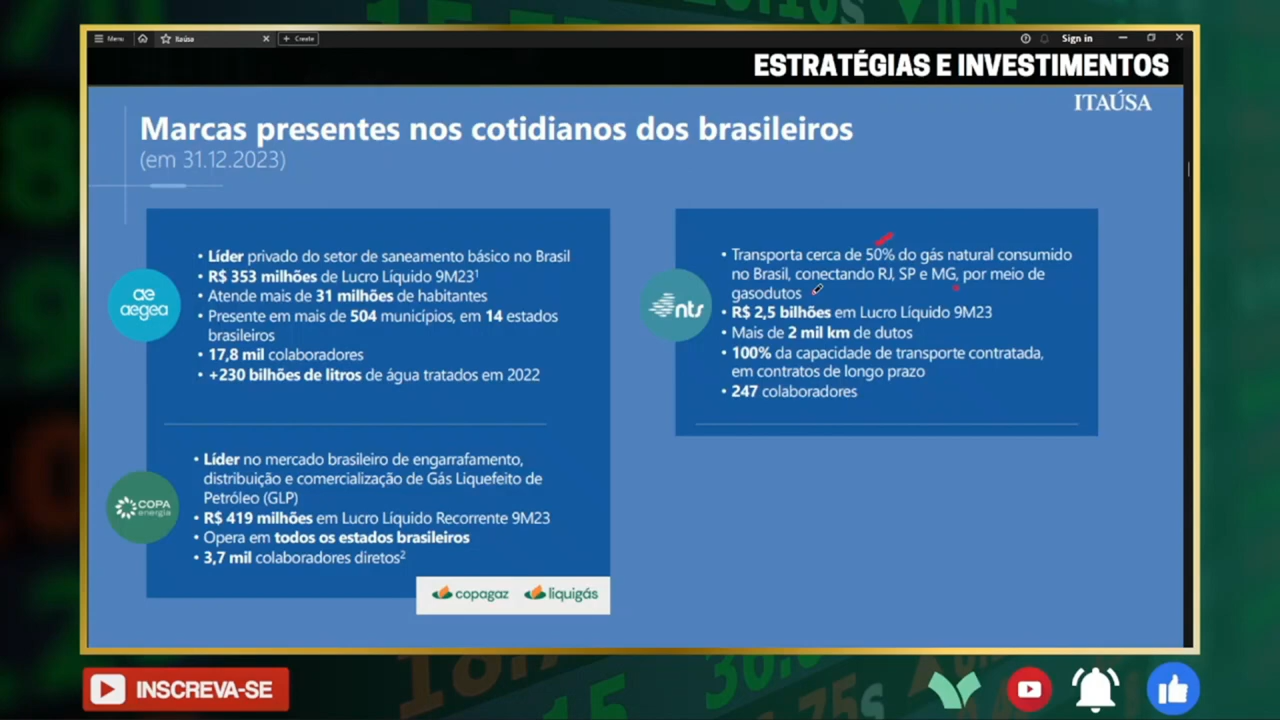 Menu
Itaúsa
Create
Sign in
ESTRATÉGIAS E INVESTIMENTOS
ITAÚSA
Marcas presentes nos cotidianos dos brasileiros
(em 31.12.2023)
ae
aegea
• Líder privado do setor de saneamento básico no Brasil
• R$ 353 milhões de Lucro Líquido 9M23¹
• Atende mais de 31 milhões de habitantes
• Presente em mais de 504 municípios, em 14 estados
brasileiros
• 17,8 mil colaboradores
• +230 bilhões de litros de água tratados em 2022
COPA
energia
• Líder no mercado brasileiro de engarrafamento,
distribuição e comercialização de Gás Liquefeito de
Petróleo (GLP)
• R$ 419 milhões em Lucro Líquido Recorrente 9M23
• Opera em todos os estados brasileiros
• 3,7 mil colaboradores diretos²
copagaz liquigás
nts
• Transporta cerca de 50% do gás natural consumido
no Brasil, conectando RJ, SP e MG, por meio de
gasodutos
• R$ 2,5 bilhões em Lucro Líquido 9M23
• Mais de 2 mil km de dutos
• 100% da capacidade de transporte contratada,
em contratos de longo prazo
• 247 colaboradores
INSCREVA-SE